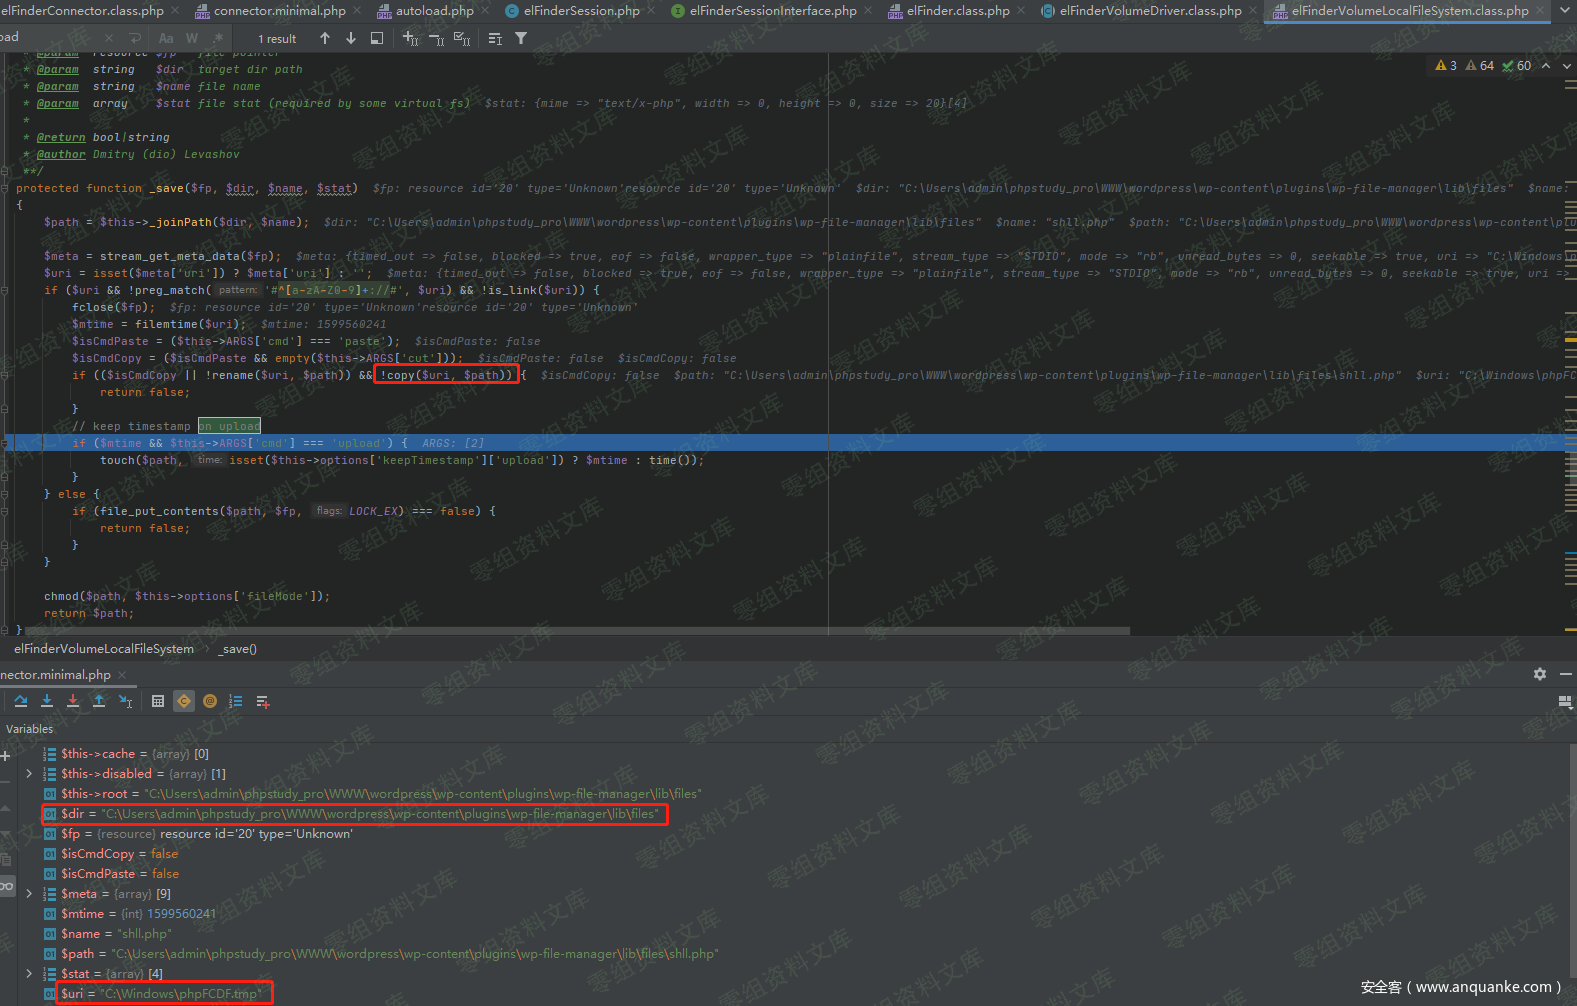 elFinderConnector.class.php × connector.minimal.php × autoload.php × elFinderSession.php × elFinderSessionInterface.php × elFinder.class.php × elFinderVolumeDriver.class.php × elFinderVolumeLocalFileSystem.class.php ×
oad × Aa W .* 1 result
3 64 60
* @param resource $fp file pointer
* @param string $dir target dir path
* @param string $name file name
* @param array $stat file stat (required by some virtual fs) $stat: {mime => "text/x-php", width => 0, height => 0, size => 20}[4]
*
* @return bool|string
* @author Dmitry (dio) Levashov
**/
protected function _save($fp, $dir, $name, $stat) $fp: resource id='20' type='Unknown'resource id='20' type='Unknown' $dir: "C:\Users\admin\phpstudy_pro\WWW\wordpress\wp-content\plugins\wp-file-manager\lib\files" $name:
{
$path = $this->_joinPath($dir, $name); $dir: "C:\Users\admin\phpstudy_pro\WWW\wordpress\wp-content\plugins\wp-file-manager\lib\files" $name: "shll.php" $path: "C:\Users\admin\phpstudy_pro\WWW\wordpress\wp-content\plu
$meta = stream_get_meta_data($fp); $meta: {timed_out => false, blocked => true, eof => false, wrapper_type => "plainfile", stream_type => "STDIO", mode => "rb", unread_bytes => 0, seekable => true, uri => "C:\Windows\p
$uri = isset($meta['uri']) ? $meta['uri'] : ''; $meta: {timed_out => false, blocked => true, eof => false, wrapper_type => "plainfile", stream_type => "STDIO", mode => "rb", unread_bytes => 0, seekable => true, uri =>
if ($uri && !preg_match( pattern: '#^[a-zA-Z0-9]+://#', $uri) && !is_link($uri)) {
fclose($fp); $fp: resource id='20' type='Unknown'resource id='20' type='Unknown'
$mtime = filemtime($uri); $mtime: 1599560241
$isCmdPaste = ($this->ARGS['cmd'] === 'paste'); $isCmdPaste: false
$isCmdCopy = ($isCmdPaste && empty($this->ARGS['cut'])); $isCmdPaste: false $isCmdCopy: false
if (($isCmdCopy || !rename($uri, $path)) && !copy($uri, $path)) { $isCmdCopy: false $path: "C:\Users\admin\phpstudy_pro\WWW\wordpress\wp-content\plugins\wp-file-manager\lib\files\shll.php" $uri: "C:\Windows\phpFC
return false;
}
// keep timestamp on upload
if ($mtime && $this->ARGS['cmd'] === 'upload') { ARGS: [2]
touch($path, time: isset($this->options['keepTimestamp']['upload']) ? $mtime : time());
}
} else {
if (file_put_contents($path, $fp, flags: LOCK_EX) === false) {
return false;
}
}
chmod($path, $this->options['fileMode']);
return $path;
}
elFinderVolumeLocalFileSystem › _save()
nector.minimal.php ×
Variables
$this->cache = {array} [0]
$this->disabled = {array} [1]
$this->root = "C:\Users\admin\phpstudy_pro\WWW\wordpress\wp-content\plugins\wp-file-manager\lib\files"
$dir = "C:\Users\admin\phpstudy_pro\WWW\wordpress\wp-content\plugins\wp-file-manager\lib\files"
$fp = {resource} resource id='20' type='Unknown'
$isCmdCopy = false
$isCmdPaste = false
$meta = {array} [9]
$mtime = {int} 1599560241
$name = "shll.php"
$path = "C:\Users\admin\phpstudy_pro\WWW\wordpress\wp-content\plugins\wp-file-manager\lib\files\shll.php"
$stat = {array} [4]
$uri = "C:\Windows\phpFCDF.tmp"
零组资料文库
安全客（www.anquanke.com）